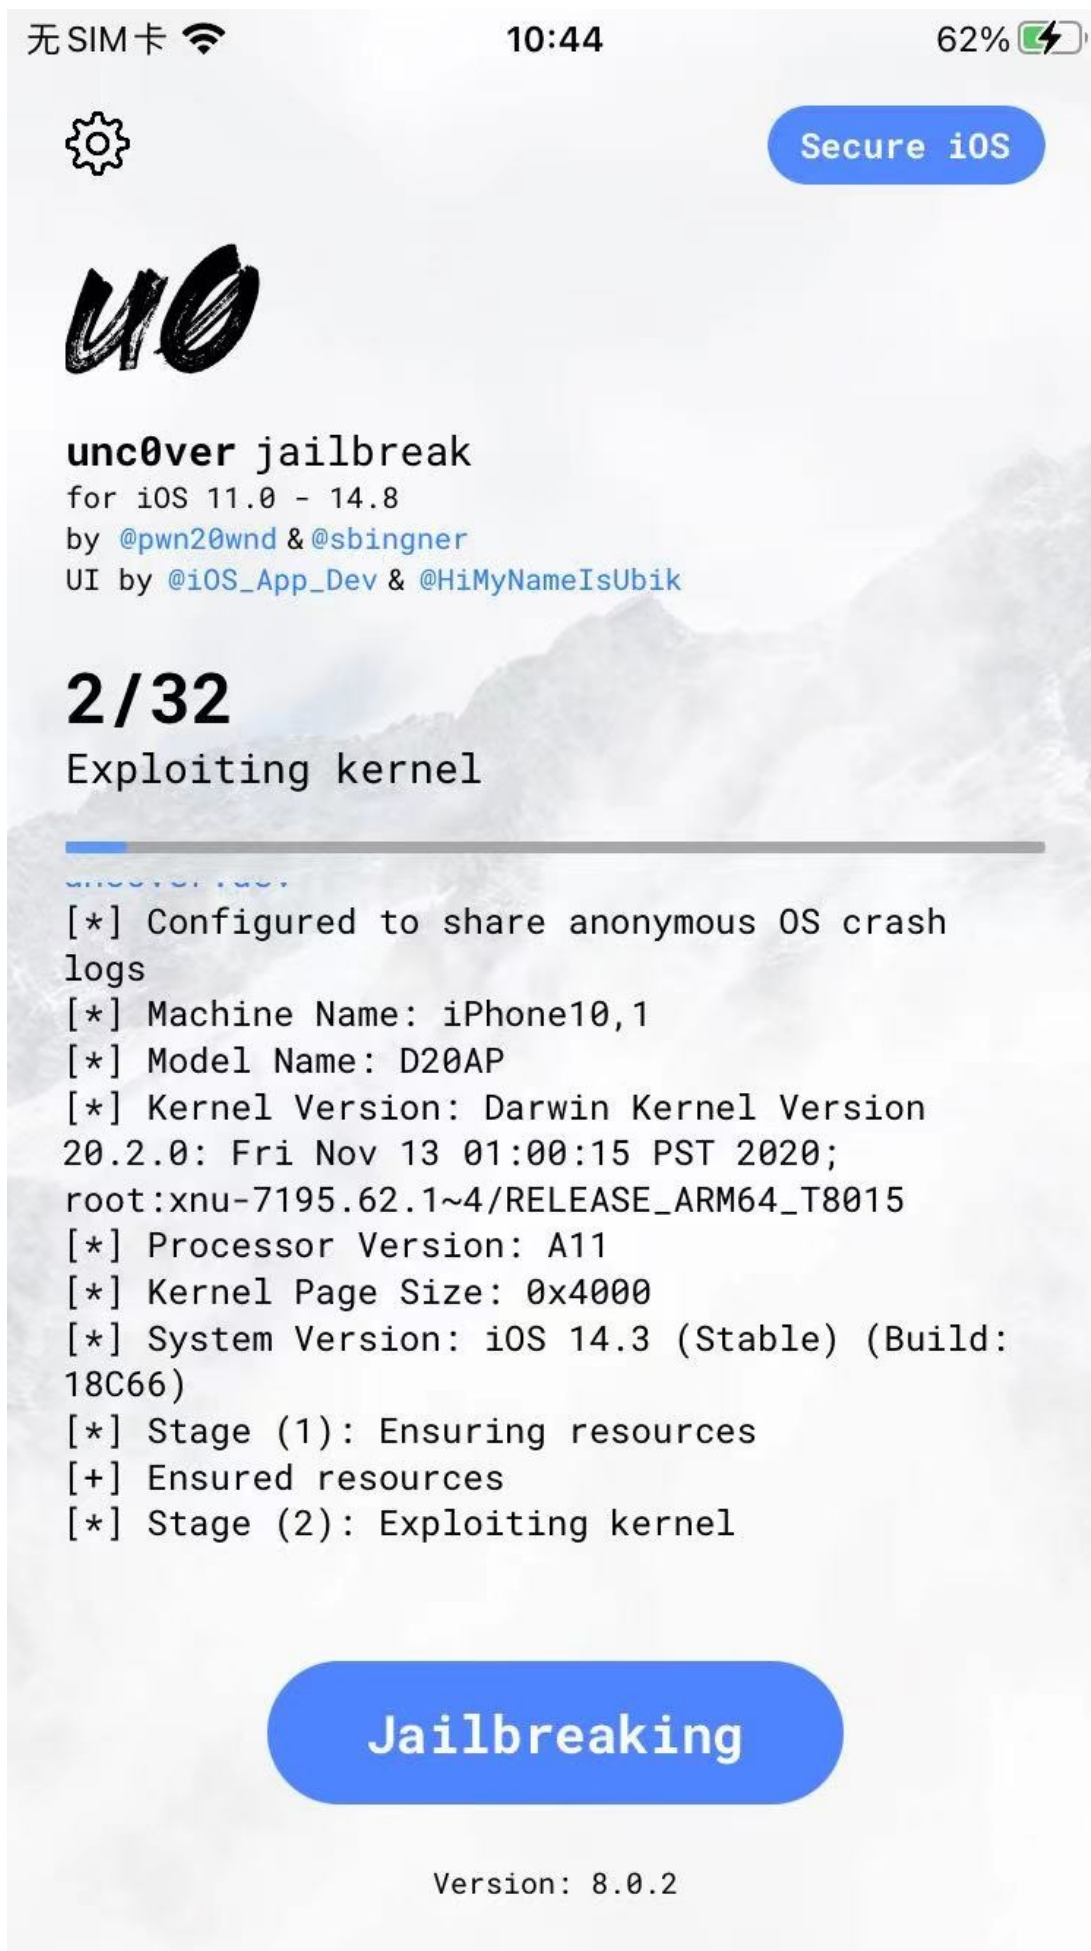 无SIM卡 10:44 62%
Secure iOS
u0
unc0ver jailbreak
for iOS 11.0 - 14.8
by @pwn20wnd & @sbingner
UI by @iOS_App_Dev & @HiMyNameIsUbik
2/32
Exploiting kernel
[*] Configured to share anonymous OS crash
logs
[*] Machine Name: iPhone10,1
[*] Model Name: D20AP
[*] Kernel Version: Darwin Kernel Version
20.2.0: Fri Nov 13 01:00:15 PST 2020;
root:xnu-7195.62.1~4/RELEASE_ARM64_T8015
[*] Processor Version: A11
[*] Kernel Page Size: 0x4000
[*] System Version: iOS 14.3 (Stable) (Build:
18C66)
[*] Stage (1): Ensuring resources
[+] Ensured resources
[*] Stage (2): Exploiting kernel
Jailbreaking
Version: 8.0.2